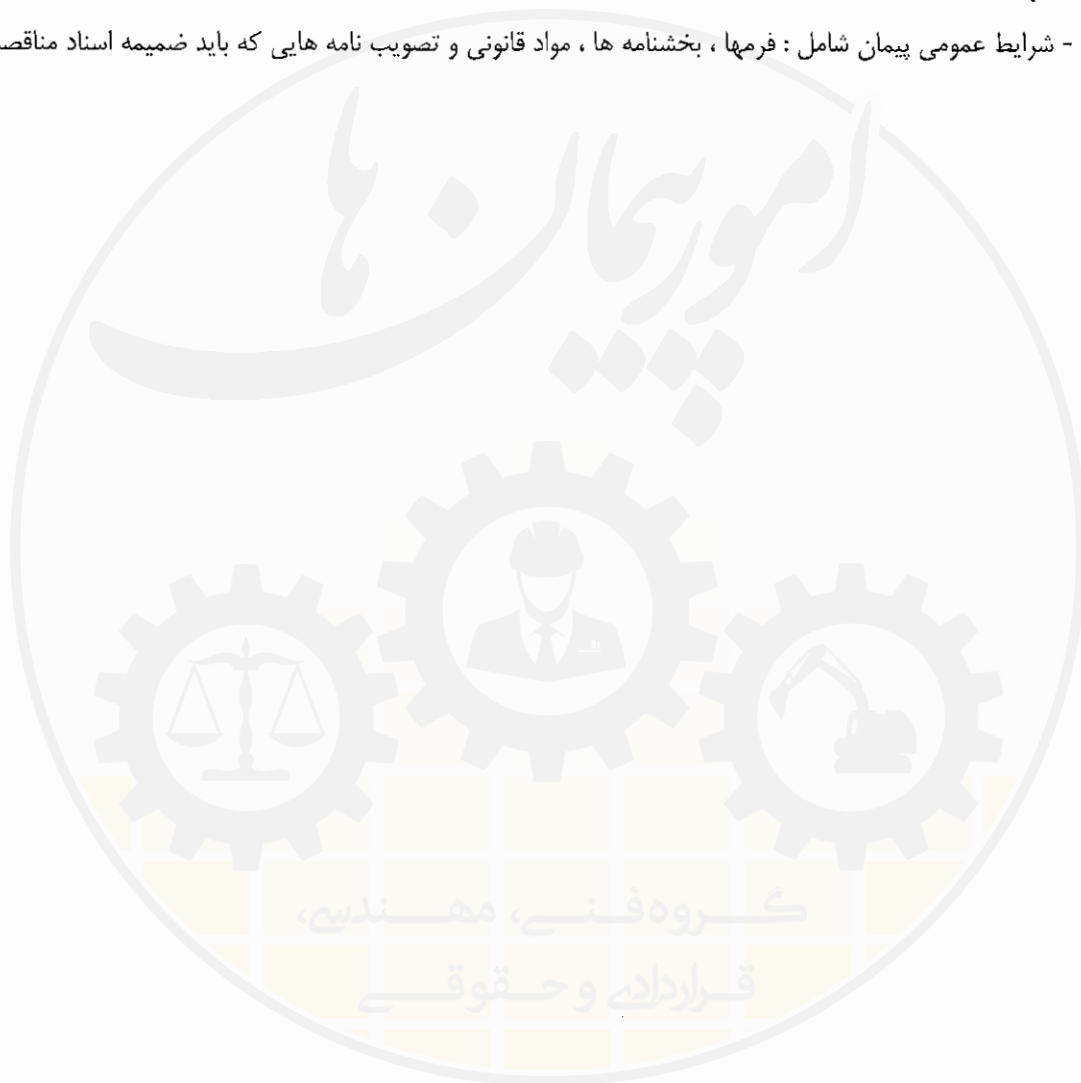 - شرایط عمومی پیمان شامل : فرمها ، بخشنامه ها ، مواد قانونی و تصویب نامه هایی که باید ضمیمه اسناد
امور پیمان ها
گروه فنی، مهندسی،
قراردادی و حقوقی